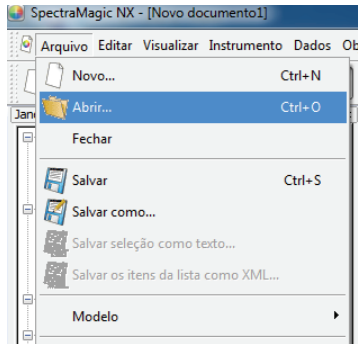 SpectraMagic NX - [Novo documento1]
Arquivo Editar Visualizar Instrumento Dados Ob
Novo... Ctrl+N
Abrir... Ctrl+O
Jan
Fechar
Salvar Ctrl+S
Salvar como...
Salvar seleção como texto...
Salvar os itens da lista como XML...
Modelo